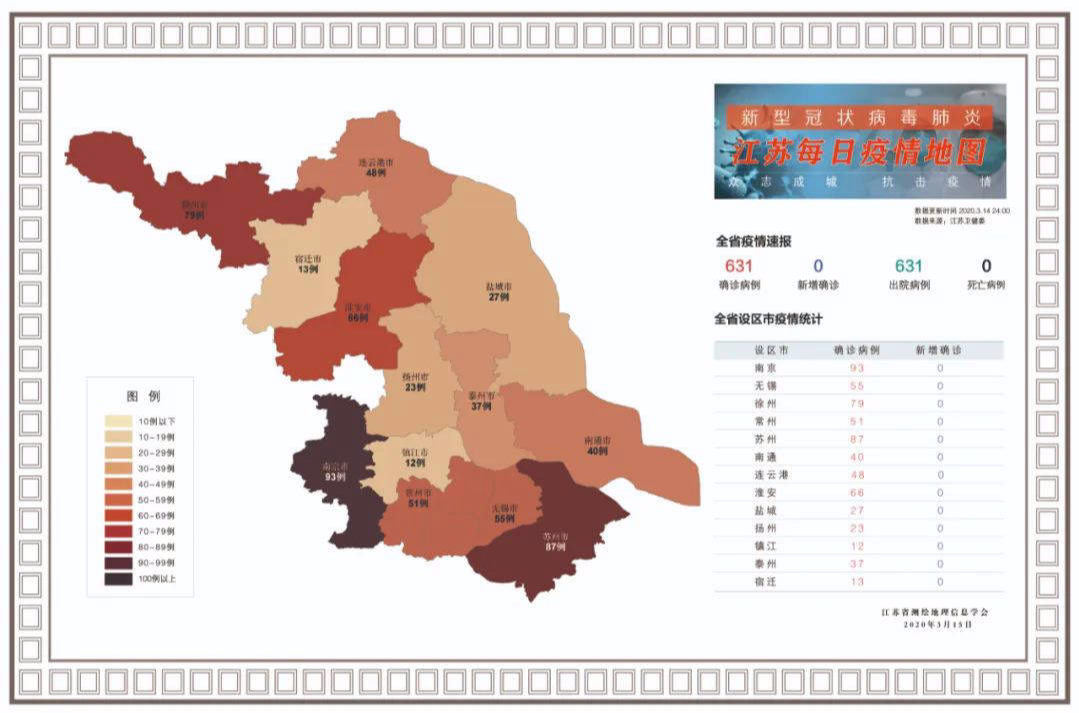 新型冠状病毒肺炎
江苏每日疫情地图
众志成城 抗击疫情
数据更新时间 2020.3.14 24:00
数据来源：江苏卫健委
全省疫情速报
631 0 631 0
确诊病例 新增确诊 出院病例 死亡病例
全省设区市疫情统计
设区市 确诊病例 新增确诊
南京 93 0
无锡 55 0
徐州 79 0
常州 51 0
苏州 87 0
南通 40 0
连云港 48 0
淮安 66 0
盐城 27 0
扬州 23 0
镇江 12 0
泰州 37 0
宿迁 13 0
江苏省测绘地理信息学会
2020年3月15日
连云港市
48例
徐州市
79例
宿迁市
13例
淮安市
66例
盐城市
27例
扬州市
23例
泰州市
37例
南通市
40例
镇江市
12例
南京市
93例
常州市
51例
无锡市
55例
苏州市
87例
图 例
10例以下
10-19例
20-29例
30-39例
40-49例
50-59例
60-69例
70-79例
80-89例
90-99例
100例以上